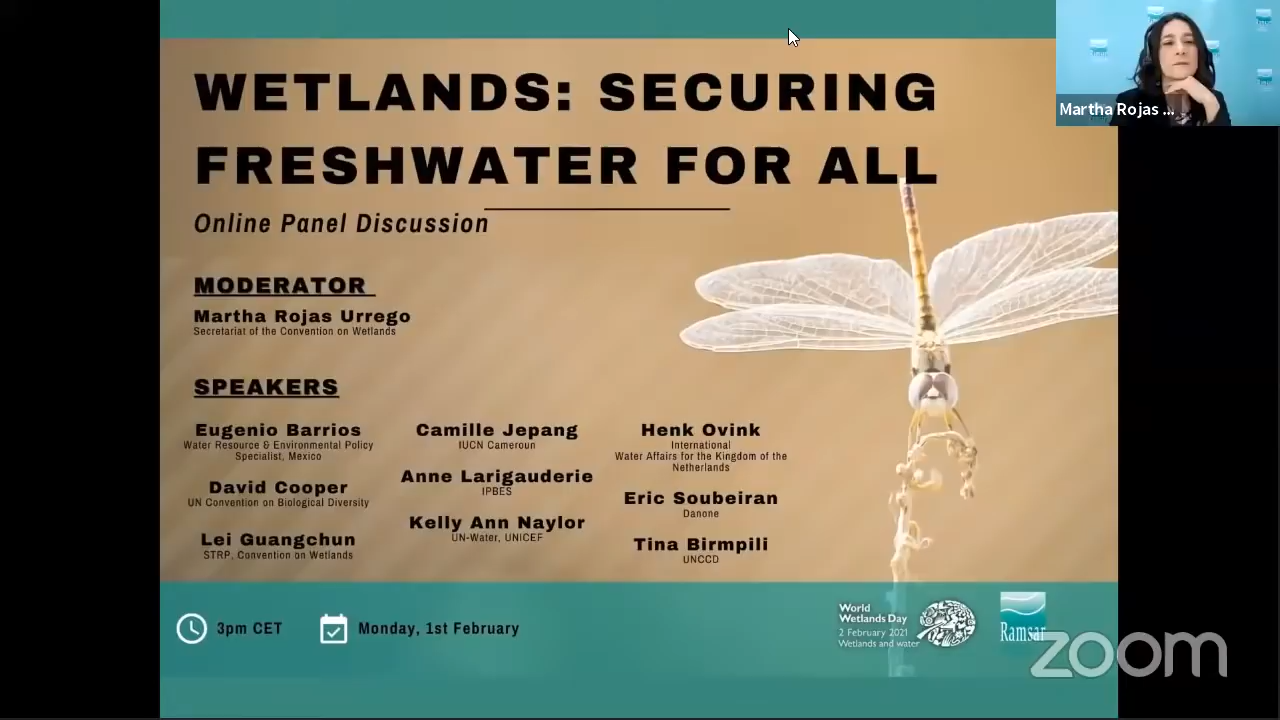 WETLANDS: SECURING
FRESHWATER FOR ALL
Online Panel Discussion
MODERATOR
Martha Rojas Urrego
Secretariat of the Convention on Wetlands
SPEAKERS
Eugenio Barrios
Water Resource & Environmental Policy
Specialist, Mexico
David Cooper
UN Convention on Biological Diversity
Lei Guangchun
STRP, Convention on Wetlands
Camille Jepang
IUCN Cameroun
Anne Larigauderie
IPBES
Kelly Ann Naylor
UN-Water, UNICEF
Henk Ovink
International
Water Affairs for the Kingdom of the
Netherlands
Eric Soubeiran
Danone
Tina Birmpili
UNCCD
3pm CET
Monday, 1st February
World
Wetlands Day
2 February 2021
Wetlands and water
Ramsar
zoom
Martha Rojas ...